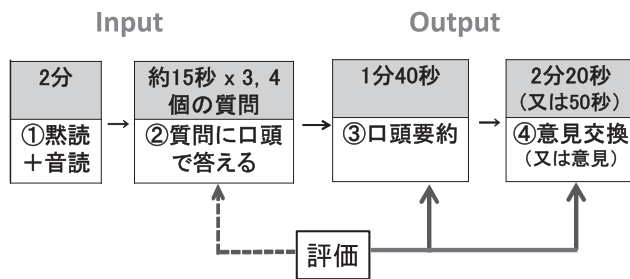 Input
Output
2分
①黙読
＋音読
約15秒 x 3, 4
個の質問
②質問に口頭
で答える
1分40秒
③口頭要約
2分20秒
(又は50秒)
④意見交換
(又は意見)
評価